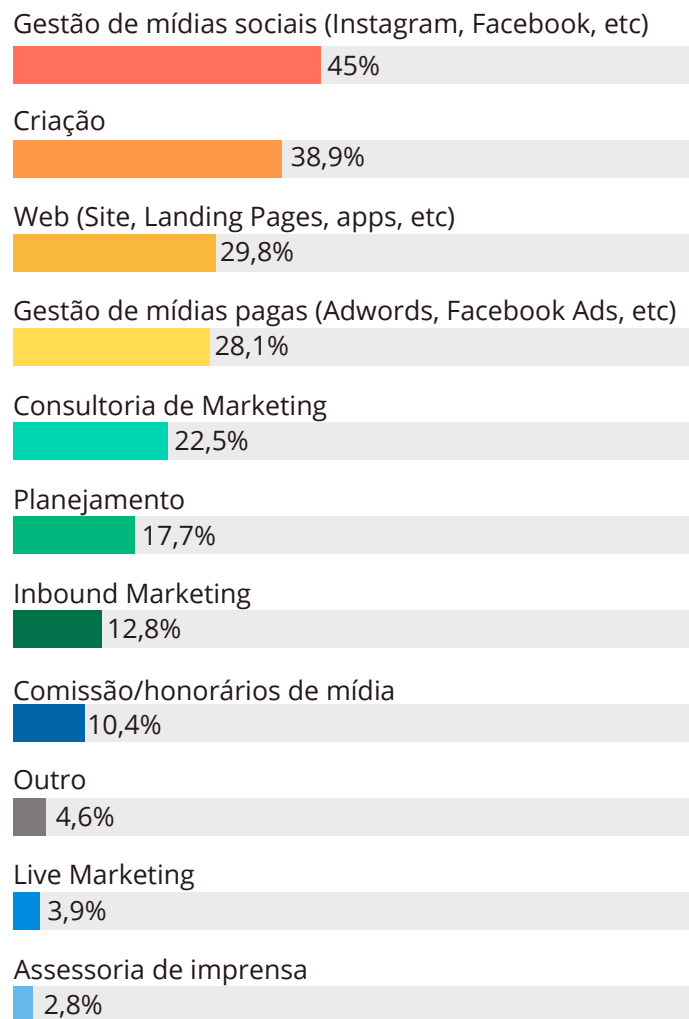 Gestão de mídias sociais (Instagram, Facebook, etc)
45%
Criação
38,9%
Web (Site, Landing Pages, apps, etc)
29,8%
Gestão de mídias pagas (Adwords, Facebook Ads, etc)
28,1%
Consultoria de Marketing
22,5%
Planejamento
17,7%
Inbound Marketing
12,8%
Comissão/honorários de mídia
10,4%
Outro
4,6%
Live Marketing
3,9%
Assessoria de imprensa
2,8%